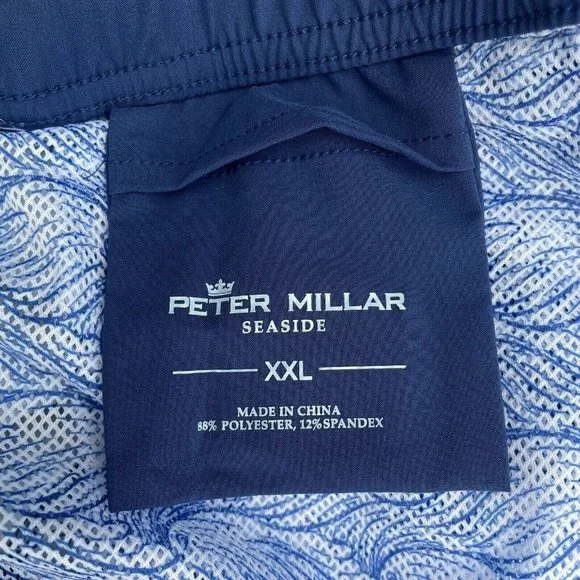 PETER MILLAR
SEASIDE
XXL
MADE IN CHINA
88% POLYESTER, 12%SPANDEX